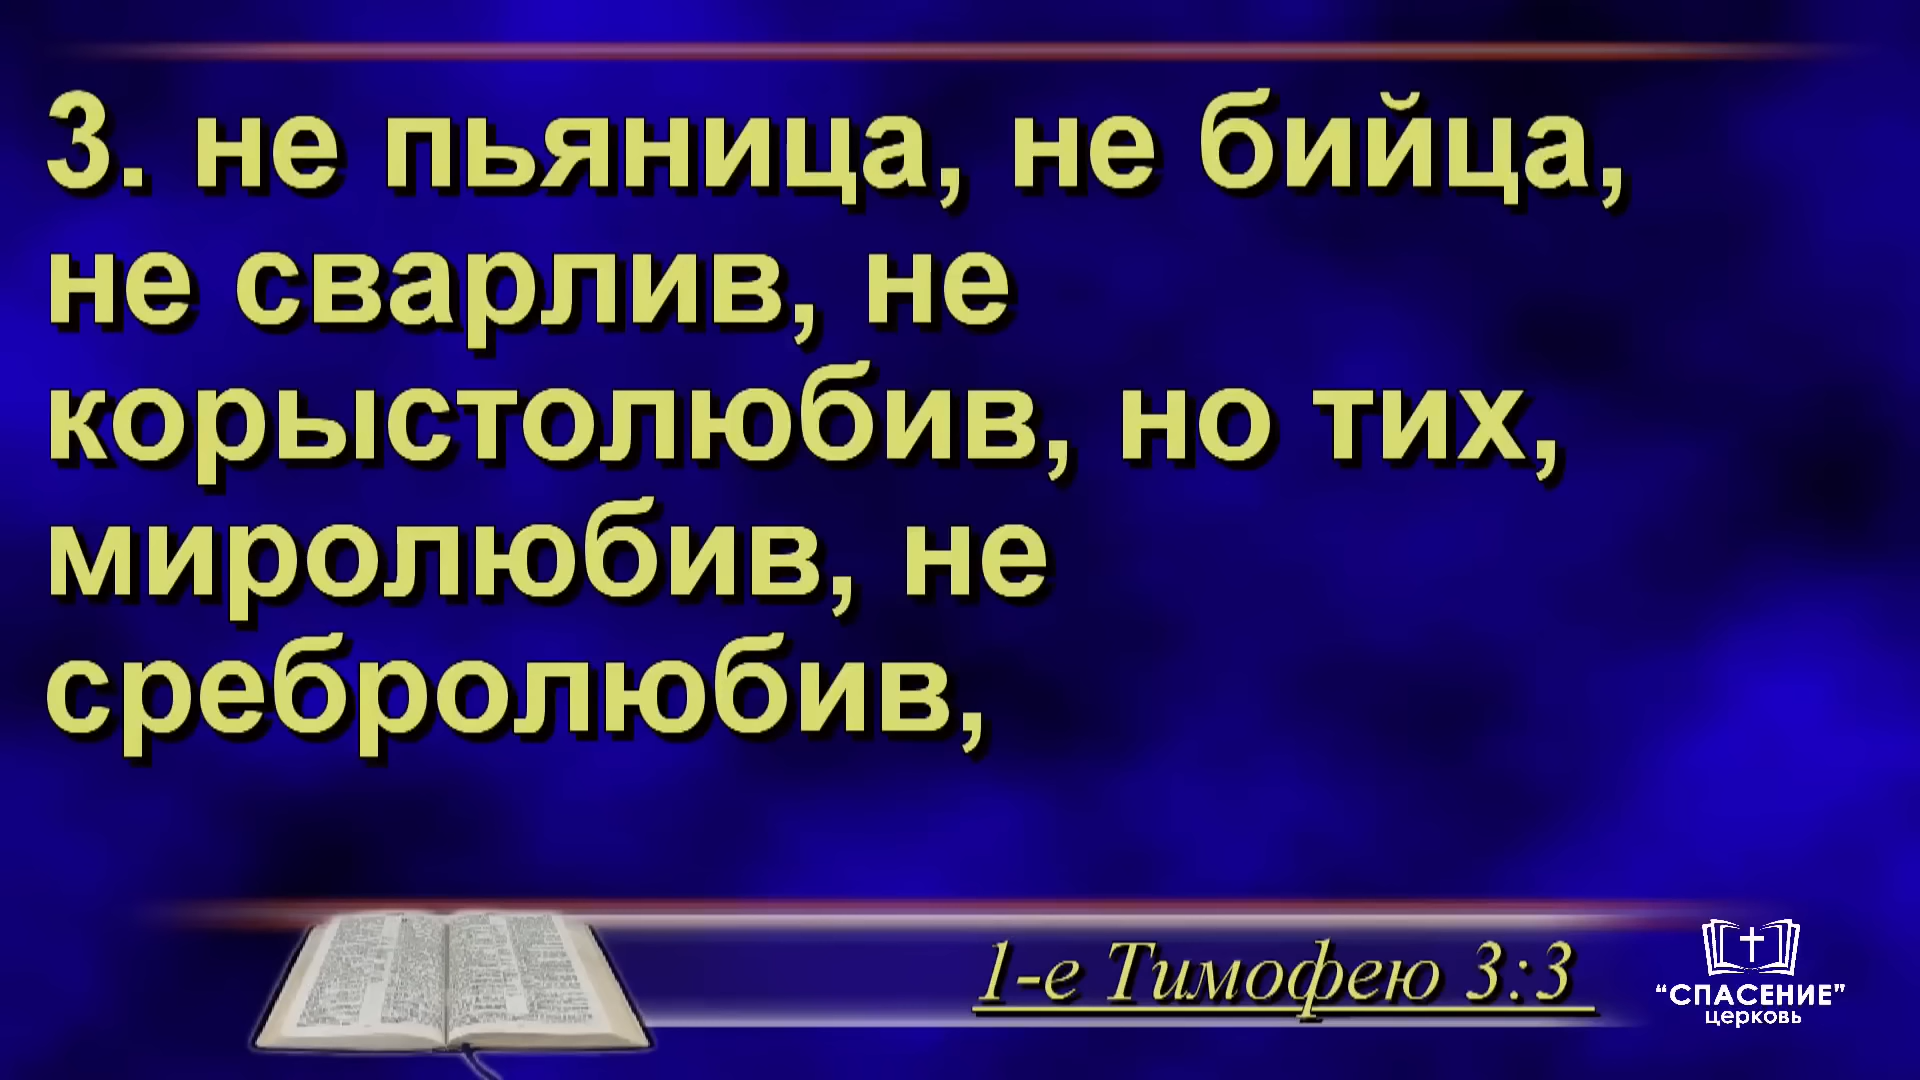 3. не пьяница, не бийца,
не сварлив, не
корыстолюбив, но тих,
миролюбив, не
сребролюбив,
1-е Тимофею 3:3
“СПАСЕНИЕ”
церковь